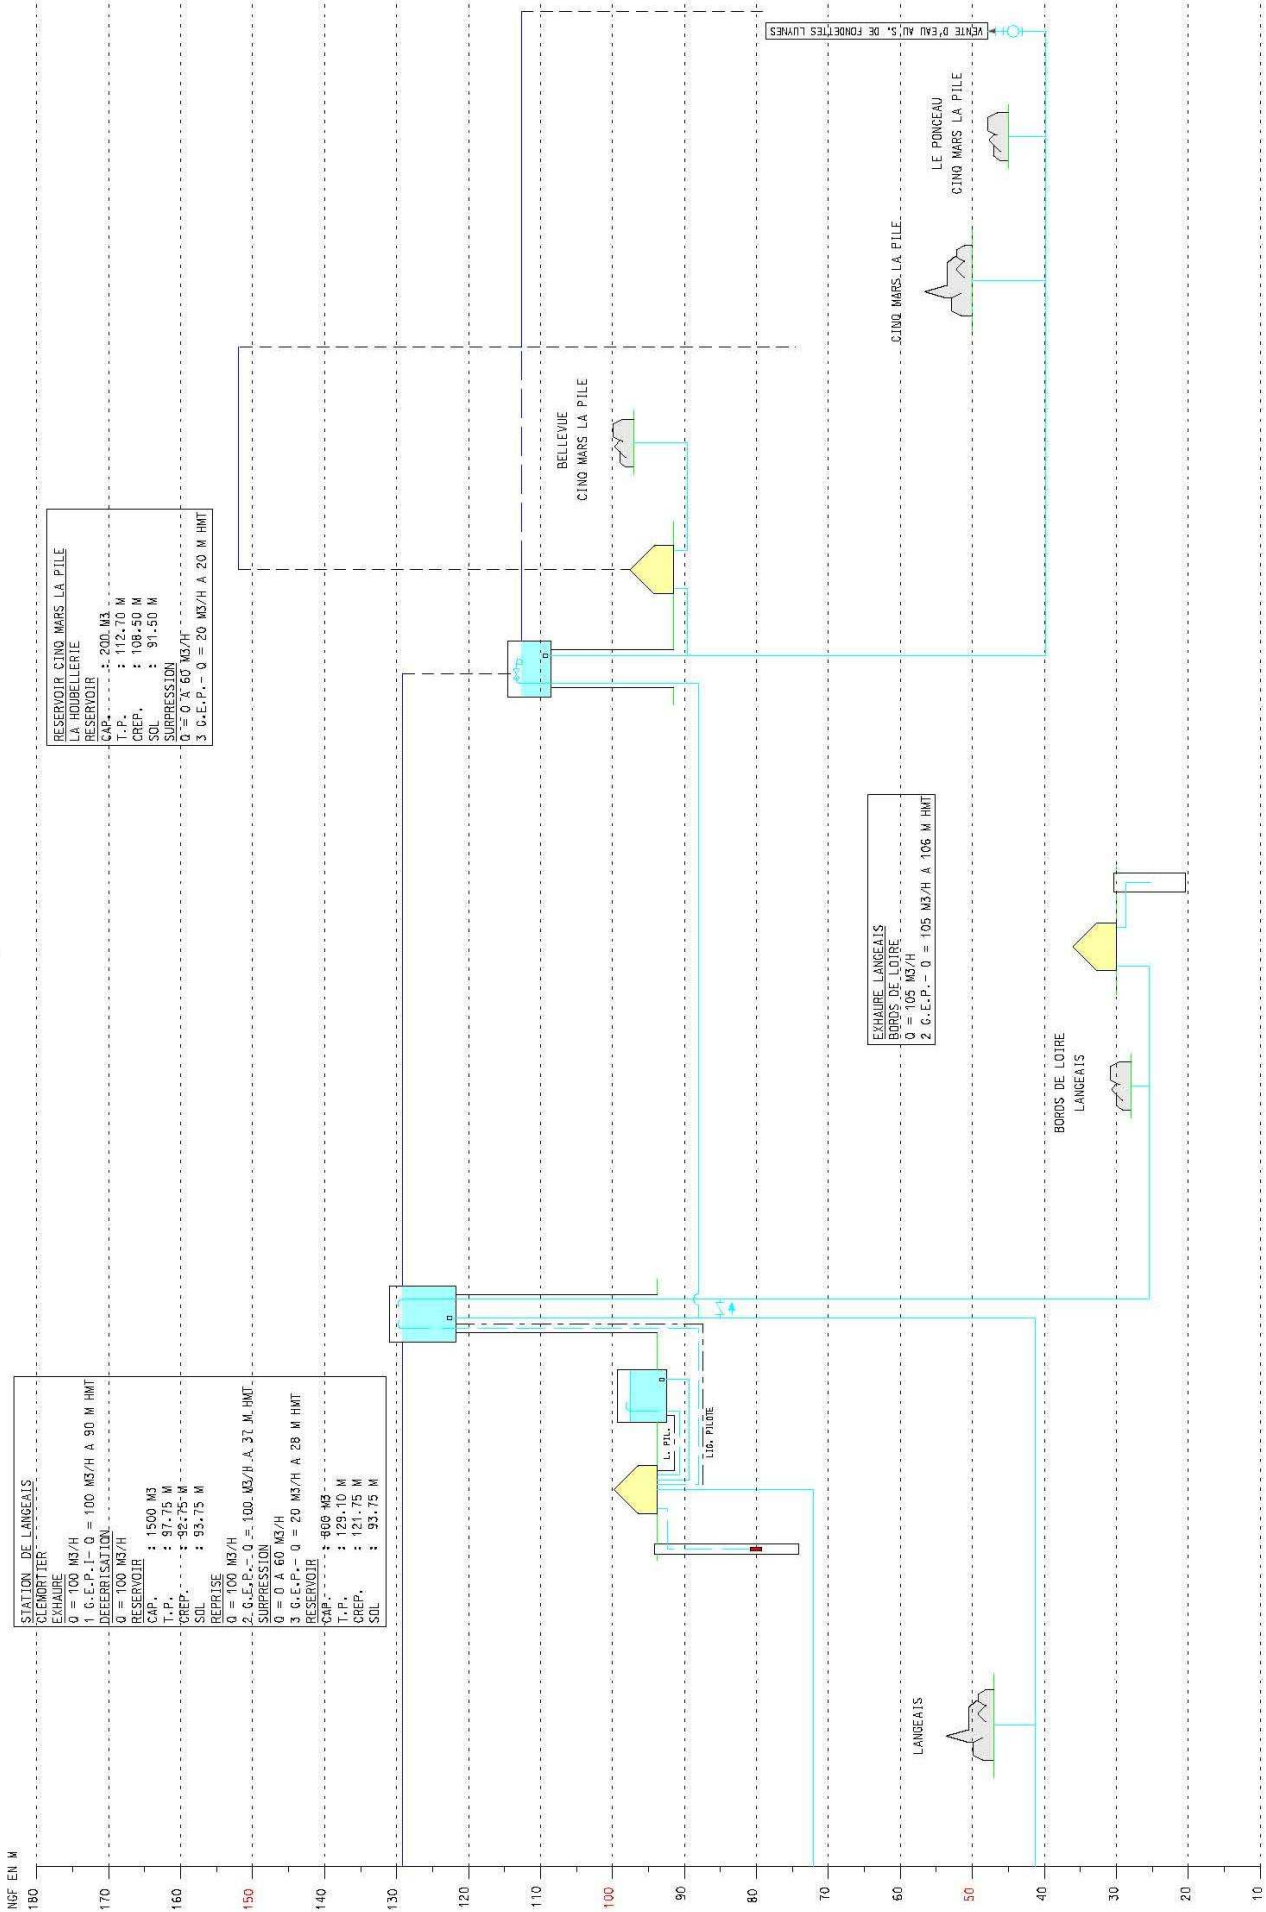 NGF EN M
180
170
160
150
140
130
120
110
100
90
80
70
60
50
40
30
20
10
STATION DE LANGEAIS
CLEMORTIER
EXHAURE
Q = 100 M3/H
1 G.E.P.I- Q = 100 M3/H A 90 M HMT
DEFERRISATION
Q = 100 M3/H
RESERVOIR
CAP. : 1500 M3
T.P. : 97.75 M
CREP. : 92.75 M
SOL : 93.75 M
REPRISE
Q = 100 M3/H
2 G.E.P.- Q = 100 M3/H A 37 M HMT
SURPRESSION
Q = 0 A 60 M3/H
3 G.E.P.- Q = 20 M3/H A 28 M HMT
RESERVOIR
CAP. : 800 M3
T.P. : 129.10 M
CREP. : 121.75 M
SOL : 93.75 M
RESERVOIR CINQ MARS LA PILE
LA HOUBELLERIE
RESERVOIR
CAP. : 200 M3
T.P. : 112.70 M
CREP. : 108.50 M
SOL : 91.50 M
SURPRESSION
Q = 0 A 60 M3/H
3 G.E.P.- Q = 20 M3/H A 20 M HMT
L. PIL.
LIG. PILOTE
BELLEVUE
CINQ MARS LA PILE
EXHAURE LANGEAIS
BORDS DE LOIRE
Q = 105 M3/H
2 G.E.P.- Q = 105 M3/H A 106 M HMT
LANGEAIS
BORDS DE LOIRE
LANGEAIS
CINQ MARS LA PILE
LE PONCEAU
CINQ MARS LA PILE
VENTE D'EAU AU S. DE FONDETTES LUYNES